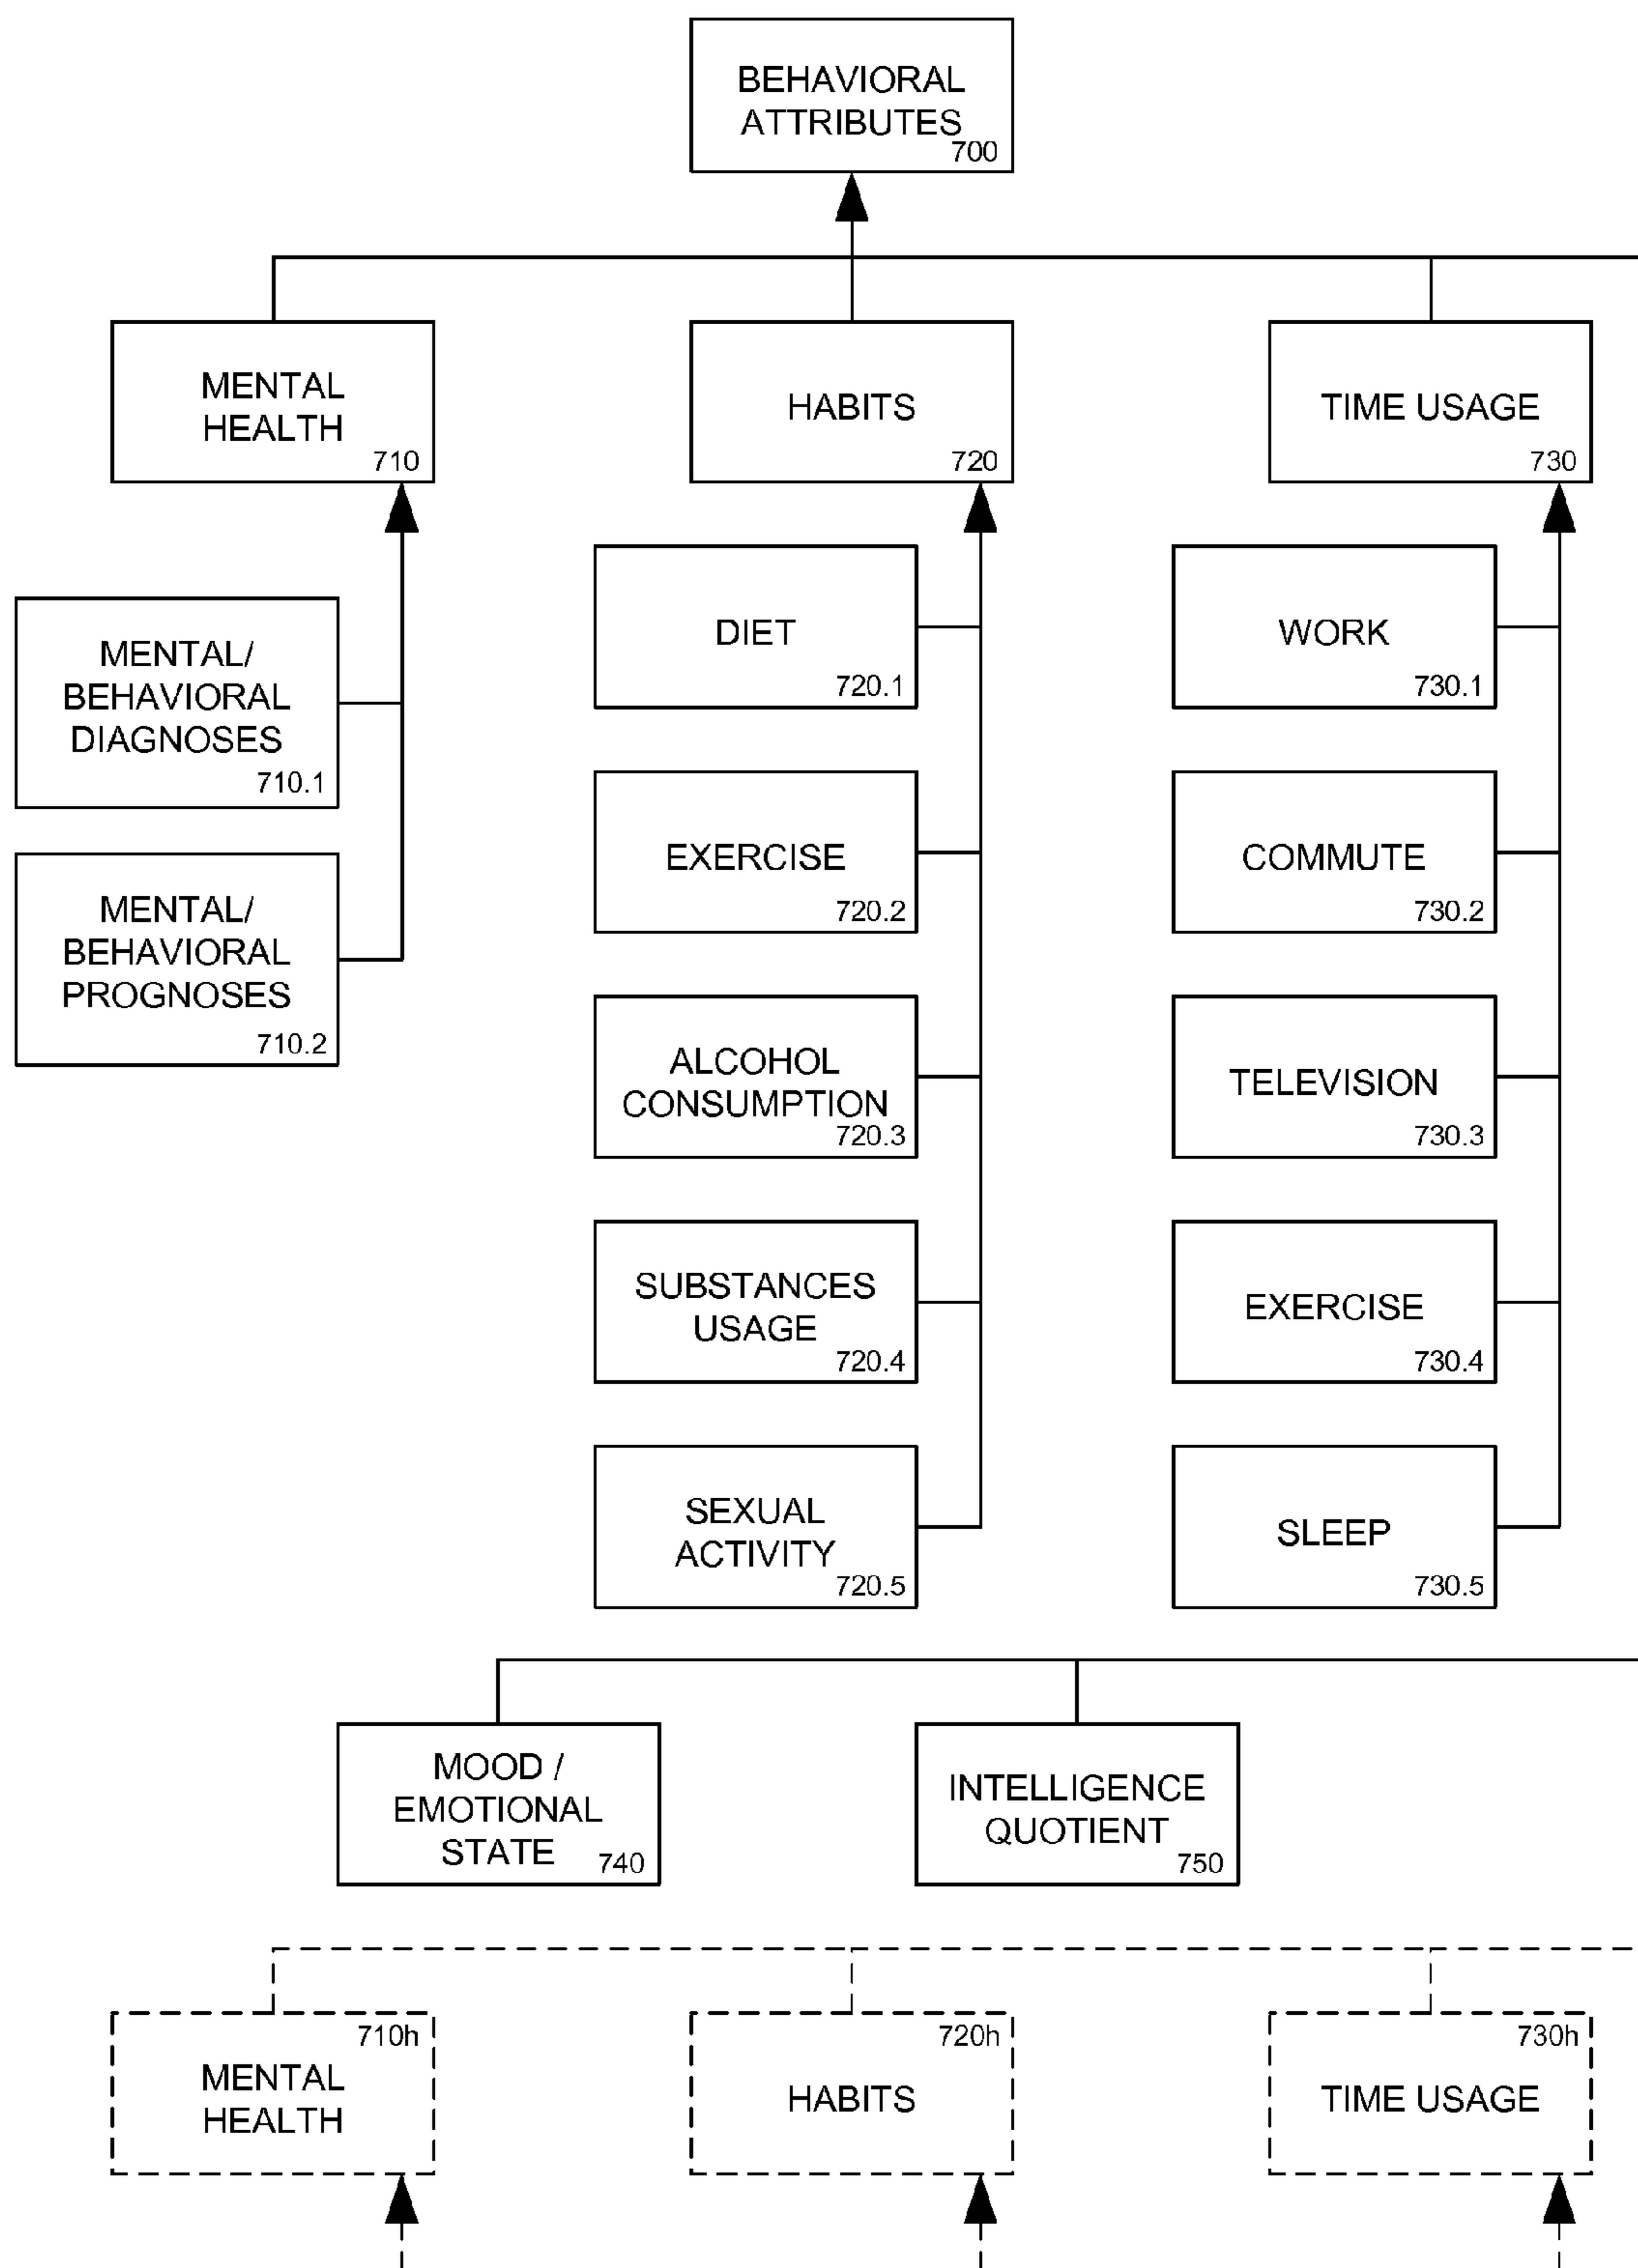 BEHAVIORAL
ATTRIBUTES
700
MENTAL
HEALTH
710
HABITS
720
TIME USAGE
730
MENTAL/
BEHAVIORAL
DIAGNOSES
710.1
MENTAL/
BEHAVIORAL
PROGNOSES
710.2
DIET
720.1
EXERCISE
720.2
ALCOHOL
CONSUMPTION
720.3
SUBSTANCES
USAGE
720.4
SEXUAL
ACTIVITY
720.5
WORK
730.1
COMMUTE
730.2
TELEVISION
730.3
EXERCISE
730.4
SLEEP
730.5
MOOD /
EMOTIONAL
STATE
740
INTELLIGENCE
QUOTIENT
750
710h
MENTAL
HEALTH
720h
HABITS
730h
TIME USAGE